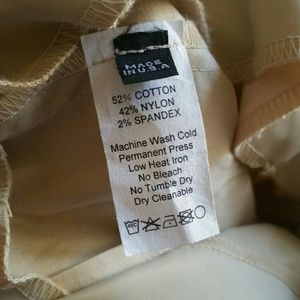 MADE
IN U.S.A
52% COTTON
42% NYLON
2% SPANDEX
Machine Wash Cold
Permanent Press
Low Heat Iron
No Bleach
No Tumble Dry
Dry Cleanable